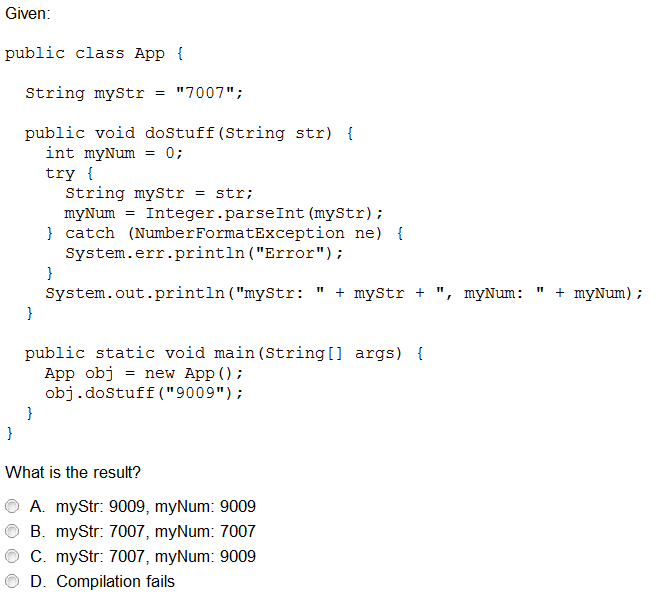 Given:
public class App {
String myStr = "7007";
public void doStuff(String str) {
int myNum = 0;
try {
String myStr = str;
myNum = Integer.parseInt(myStr);
} catch (NumberFormatException ne) {
System.err.println("Error");
}
System.out.println("myStr: " + myStr + ", myNum: " + myNum);
}
public static void main(String[] args) {
App obj = new App();
obj.doStuff("9009");
}
}
What is the result?
A. myStr: 9009, myNum: 9009
B. myStr: 7007, myNum: 7007
C. myStr: 7007, myNum: 9009
D. Compilation fails